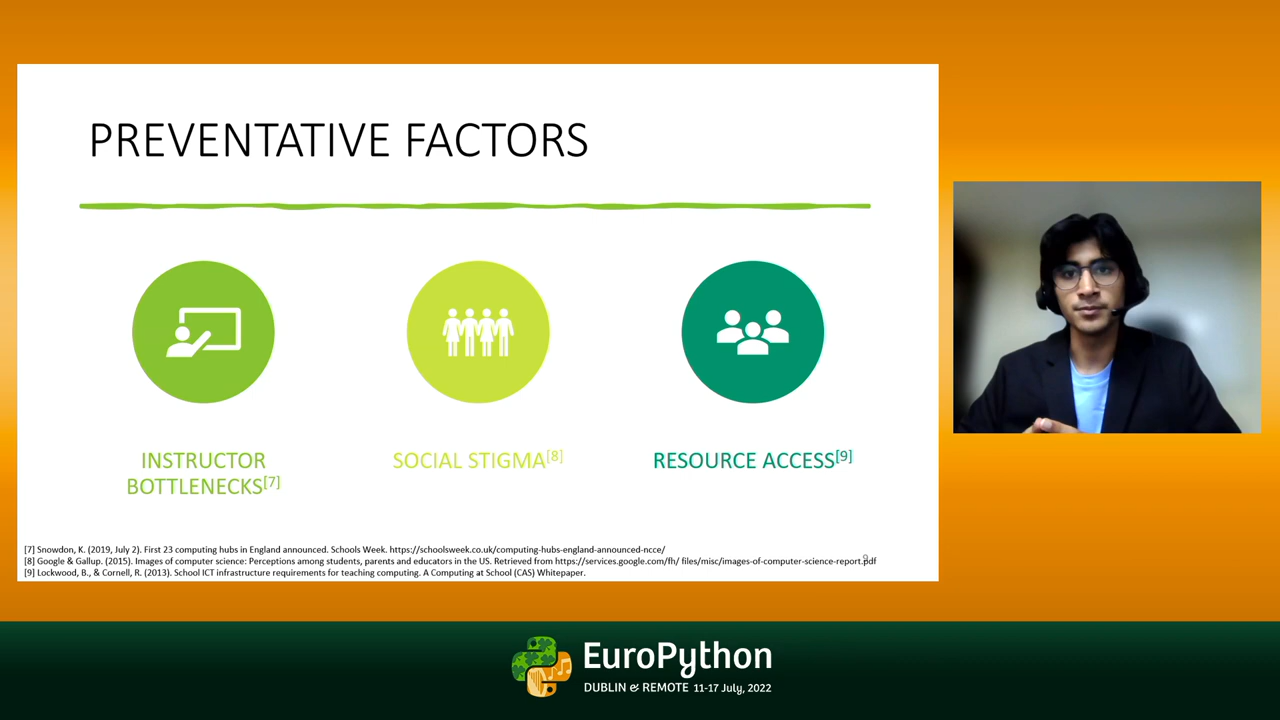 PREVENTATIVE FACTORS
INSTRUCTOR
BOTTLENECKS[7]
SOCIAL STIGMA[8]
RESOURCE ACCESS[9]
[7] Snowdon, K. (2019, July 2). First 23 computing hubs in England announced. Schools Week. https://schoolsweek.co.uk/computing-hubs-england-announced-ncce/
[8] Google & Gallup. (2015). Images of computer science: Perceptions among students, parents and educators in the US. Retrieved from https://services.google.com/fh/ files/misc/images-of-computer-science-report.pdf
9
[9] Lockwood, B., & Cornell, R. (2013). School ICT infrastructure requirements for teaching computing. A Computing at School (CAS) Whitepaper.
EuroPython
DUBLIN & REMOTE 11-17 July, 2022